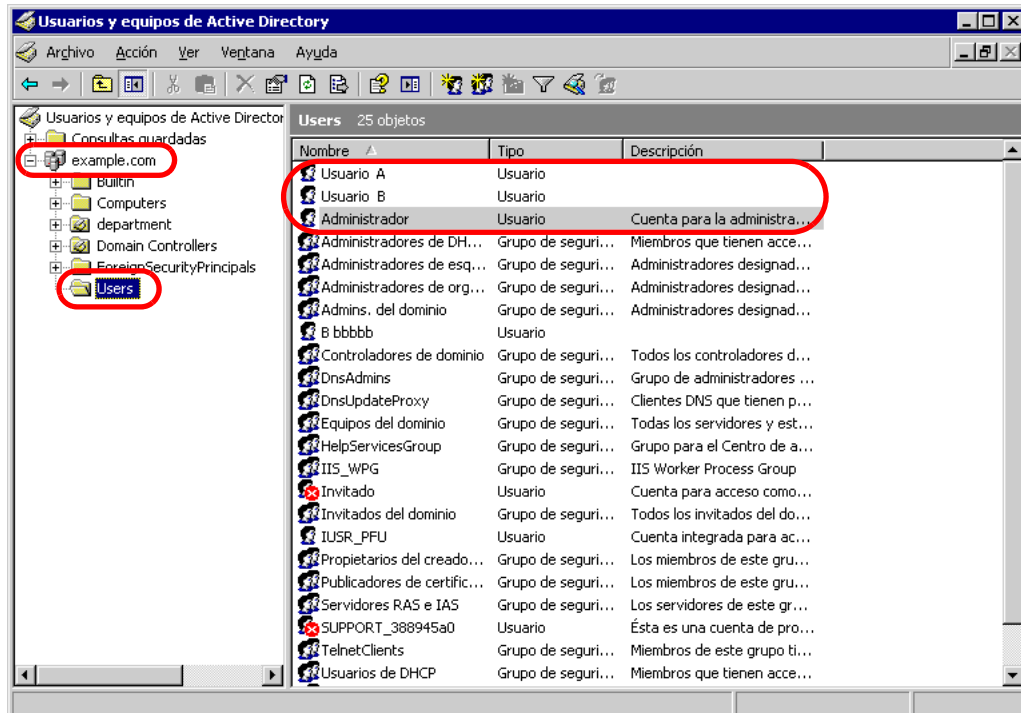 Usuarios y equipos de Active Directory
Archivo Acción Ver Ventana Ayuda
Usuarios y equipos de Active Director
Consultas guardadas
example.com
Builtin
Computers
department
Domain Controllers
ForeignSecurityPrincipals
Users
Users 25 objetos
Nombre Tipo Descripción
Usuario A Usuario
Usuario B Usuario
Administrador Usuario Cuenta para la administra...
Administradores de DH... Grupo de seguri... Miembros que tienen acce...
Administradores de esq... Grupo de seguri... Administradores designad...
Administradores de org... Grupo de seguri... Administradores designad...
Admins. del dominio Grupo de seguri... Administradores designad...
B bbbbb Usuario
Controladores de dominio Grupo de seguri... Todos los controladores d...
DnsAdmins Grupo de seguri... Grupo de administradores ...
DnsUpdateProxy Grupo de seguri... Clientes DNS que tienen p...
Equipos del dominio Grupo de seguri... Todas los servidores y est...
HelpServicesGroup Grupo de seguri... Grupo para el Centro de a...
IIS_WPG Grupo de seguri... IIS Worker Process Group
Invitado Usuario Cuenta para acceso como...
Invitados del dominio Grupo de seguri... Todos los invitados del do...
IUSR_PFU Usuario Cuenta integrada para ac...
Propietarios del creado... Grupo de seguri... Los miembros de este gru...
Publicadores de certific... Grupo de seguri... Los miembros de este gru...
Servidores RAS e IAS Grupo de seguri... Los servidores de este gr...
SUPPORT_388945a0 Usuario Ésta es una cuenta de pro...
TelnetClients Grupo de seguri... Miembros de este grupo ti...
Usuarios de DHCP Grupo de seguri... Miembros que tienen acce...